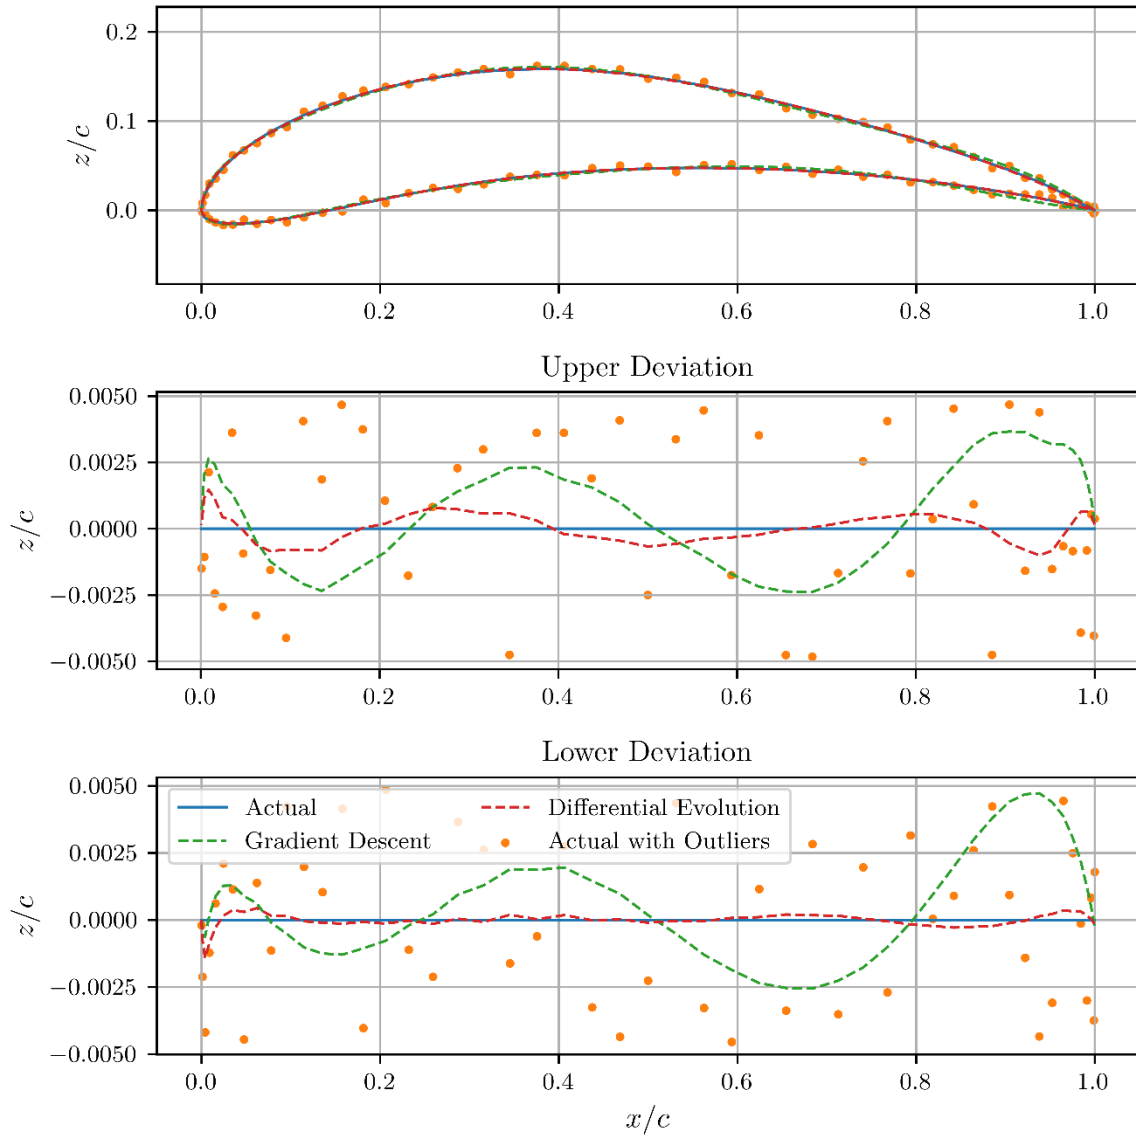 0.2
0.1
0.0
z/c
0.0 0.2 0.4 0.6 0.8 1.0
Upper Deviation
0.0050
0.0025
0.0000
−0.0025
−0.0050
z/c
0.0 0.2 0.4 0.6 0.8 1.0
Lower Deviation
0.0050
0.0025
0.0000
−0.0025
−0.0050
z/c
Actual Differential Evolution
Gradient Descent Actual with Outliers
0.0 0.2 0.4 0.6 0.8 1.0
x/c